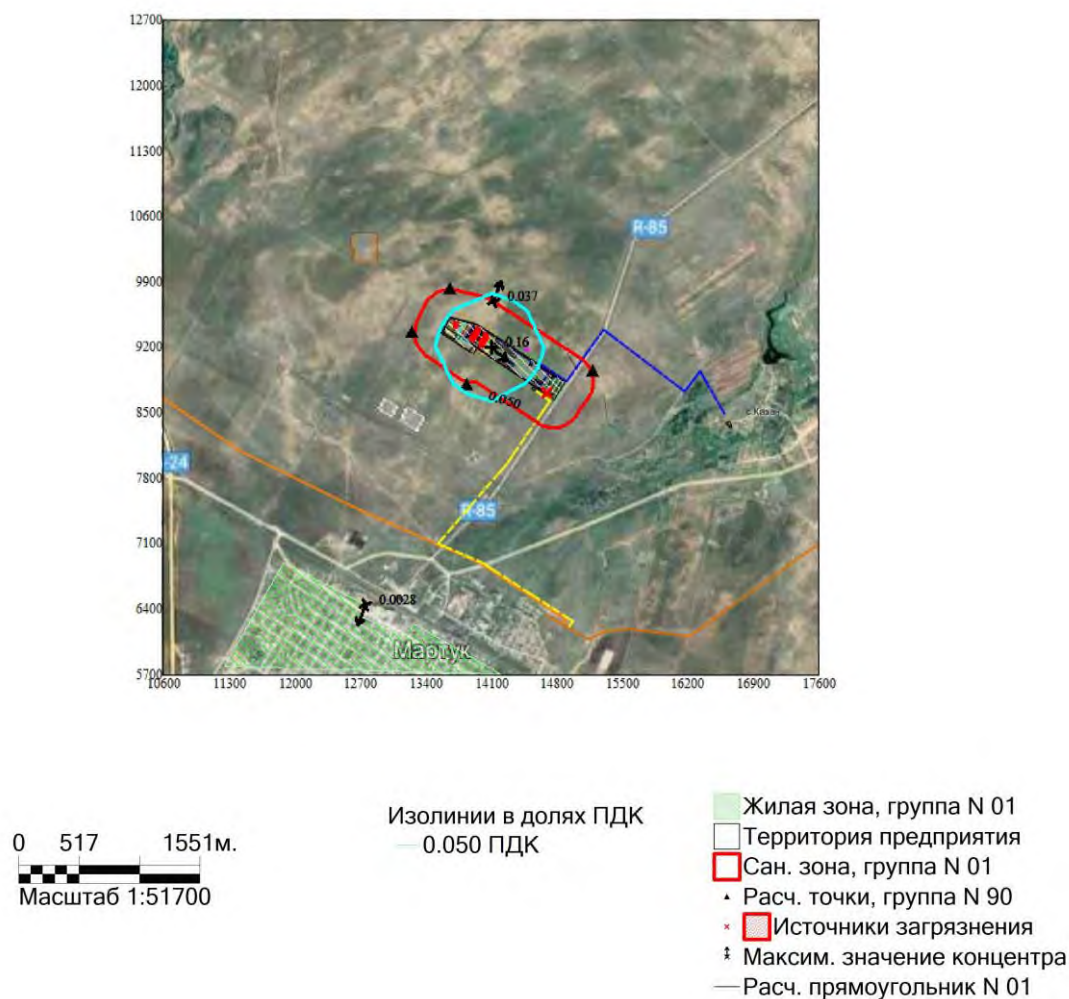 12700
12000
11300
10600
R-85
9900
0.037
9200
0.16
0.050
8500
с.Казан
7800
-24
R-85
7100
6400
0.0028
Мартук
5700
10600 11300 12000 12700 13400 14100 14800 15500 16200 16900 17600
0 517 1551м.
Масштаб 1:51700
Изолинии в долях ПДК
0.050 ПДК
Жилая зона, группа N 01
Территория предприятия
Сан. зона, группа N 01
Расч. точки, группа N 90
Источники загрязнения
Максим. значение концентра
Расч. прямоугольник N 01